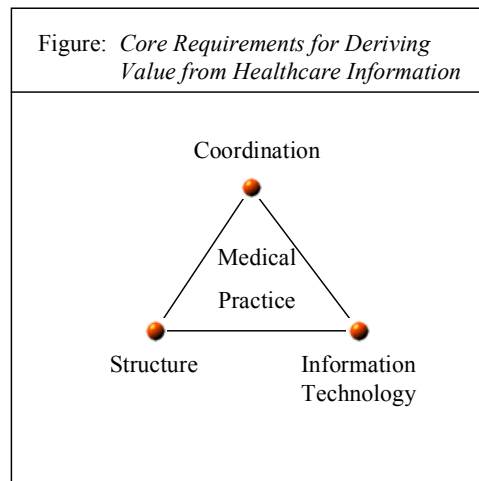 Figure: Core Requirements for Deriving
Value from Healthcare Information
Coordination
Medical
Practice
Structure
Information
Technology